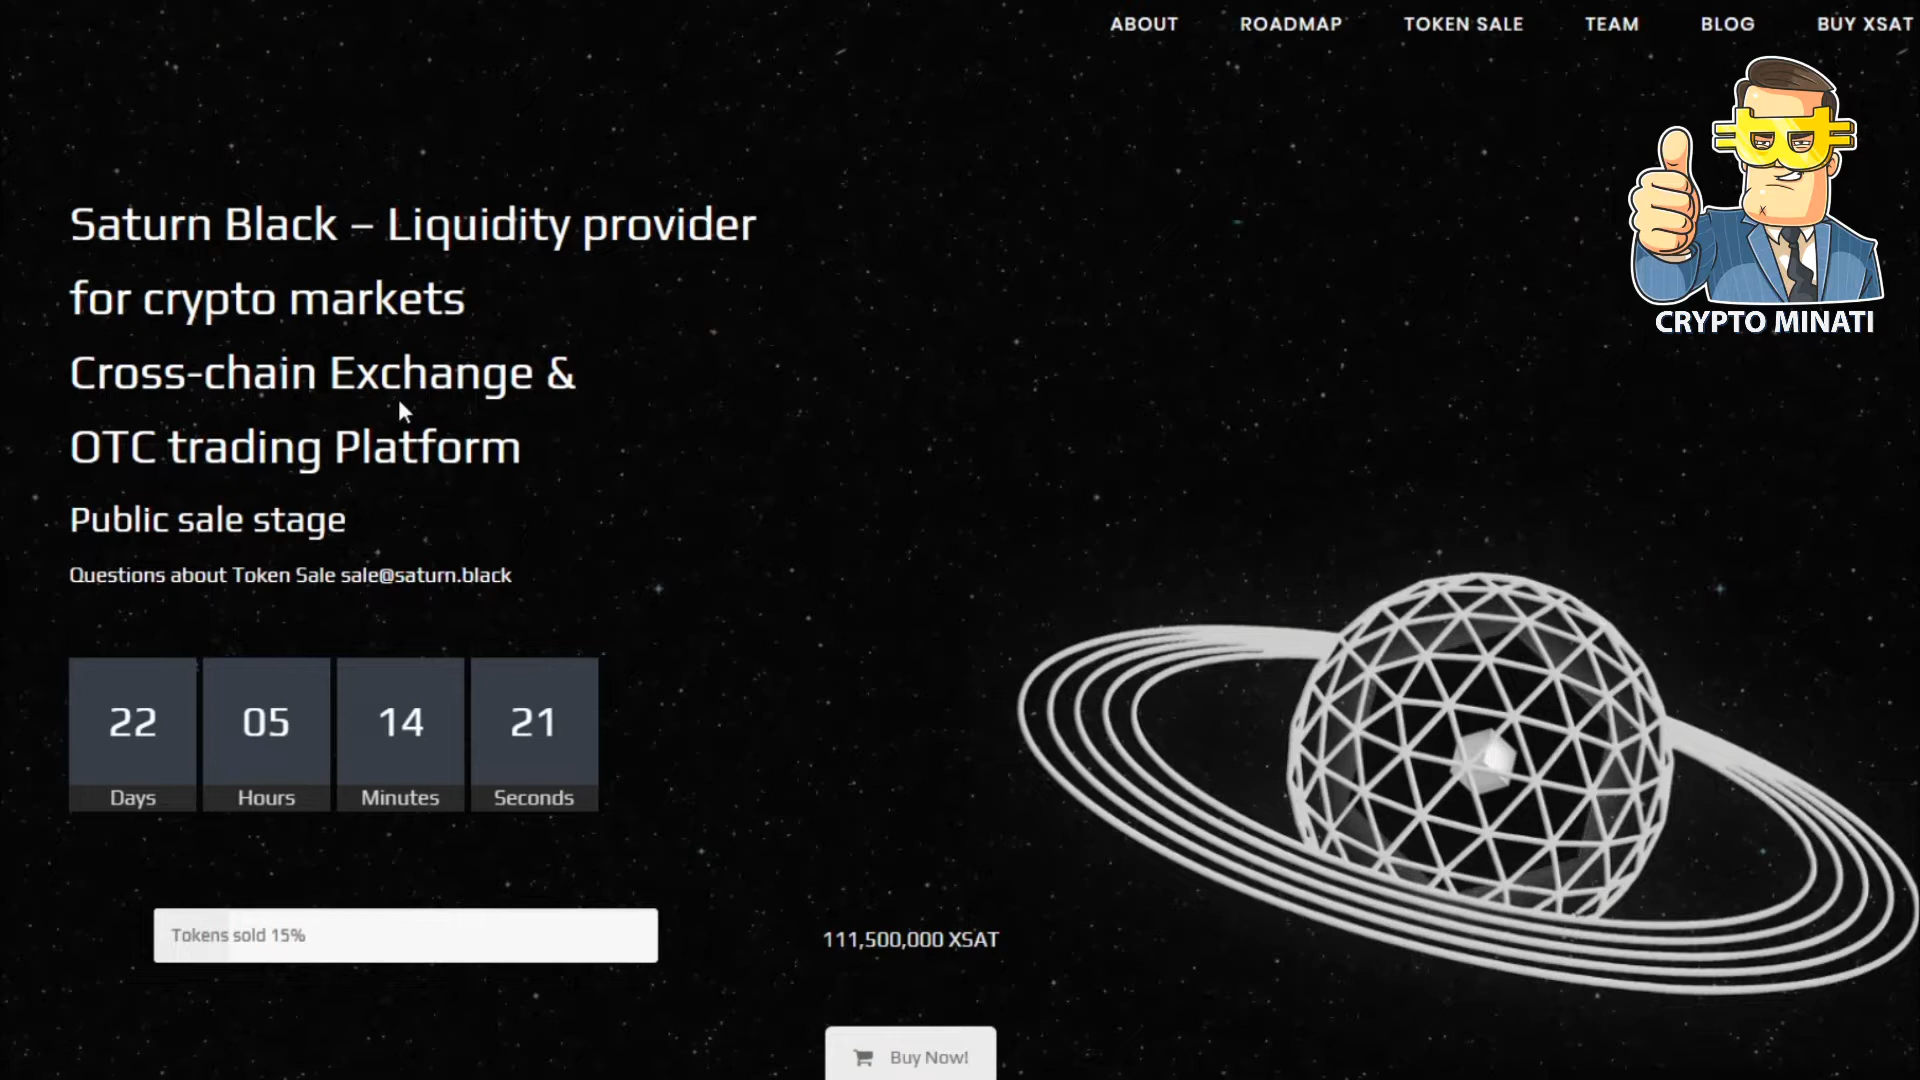 ABOUT ROADMAP TOKEN SALE TEAM BLOG BUY XSAT
CRYPTO MINATI
Saturn Black – Liquidity provider
for crypto markets
Cross-chain Exchange &
OTC trading Platform
Public sale stage
Questions about Token Sale sale@saturn.black
22 05 14 21
Days Hours Minutes Seconds
Tokens sold 15%
111,500,000 XSAT
Buy Now!